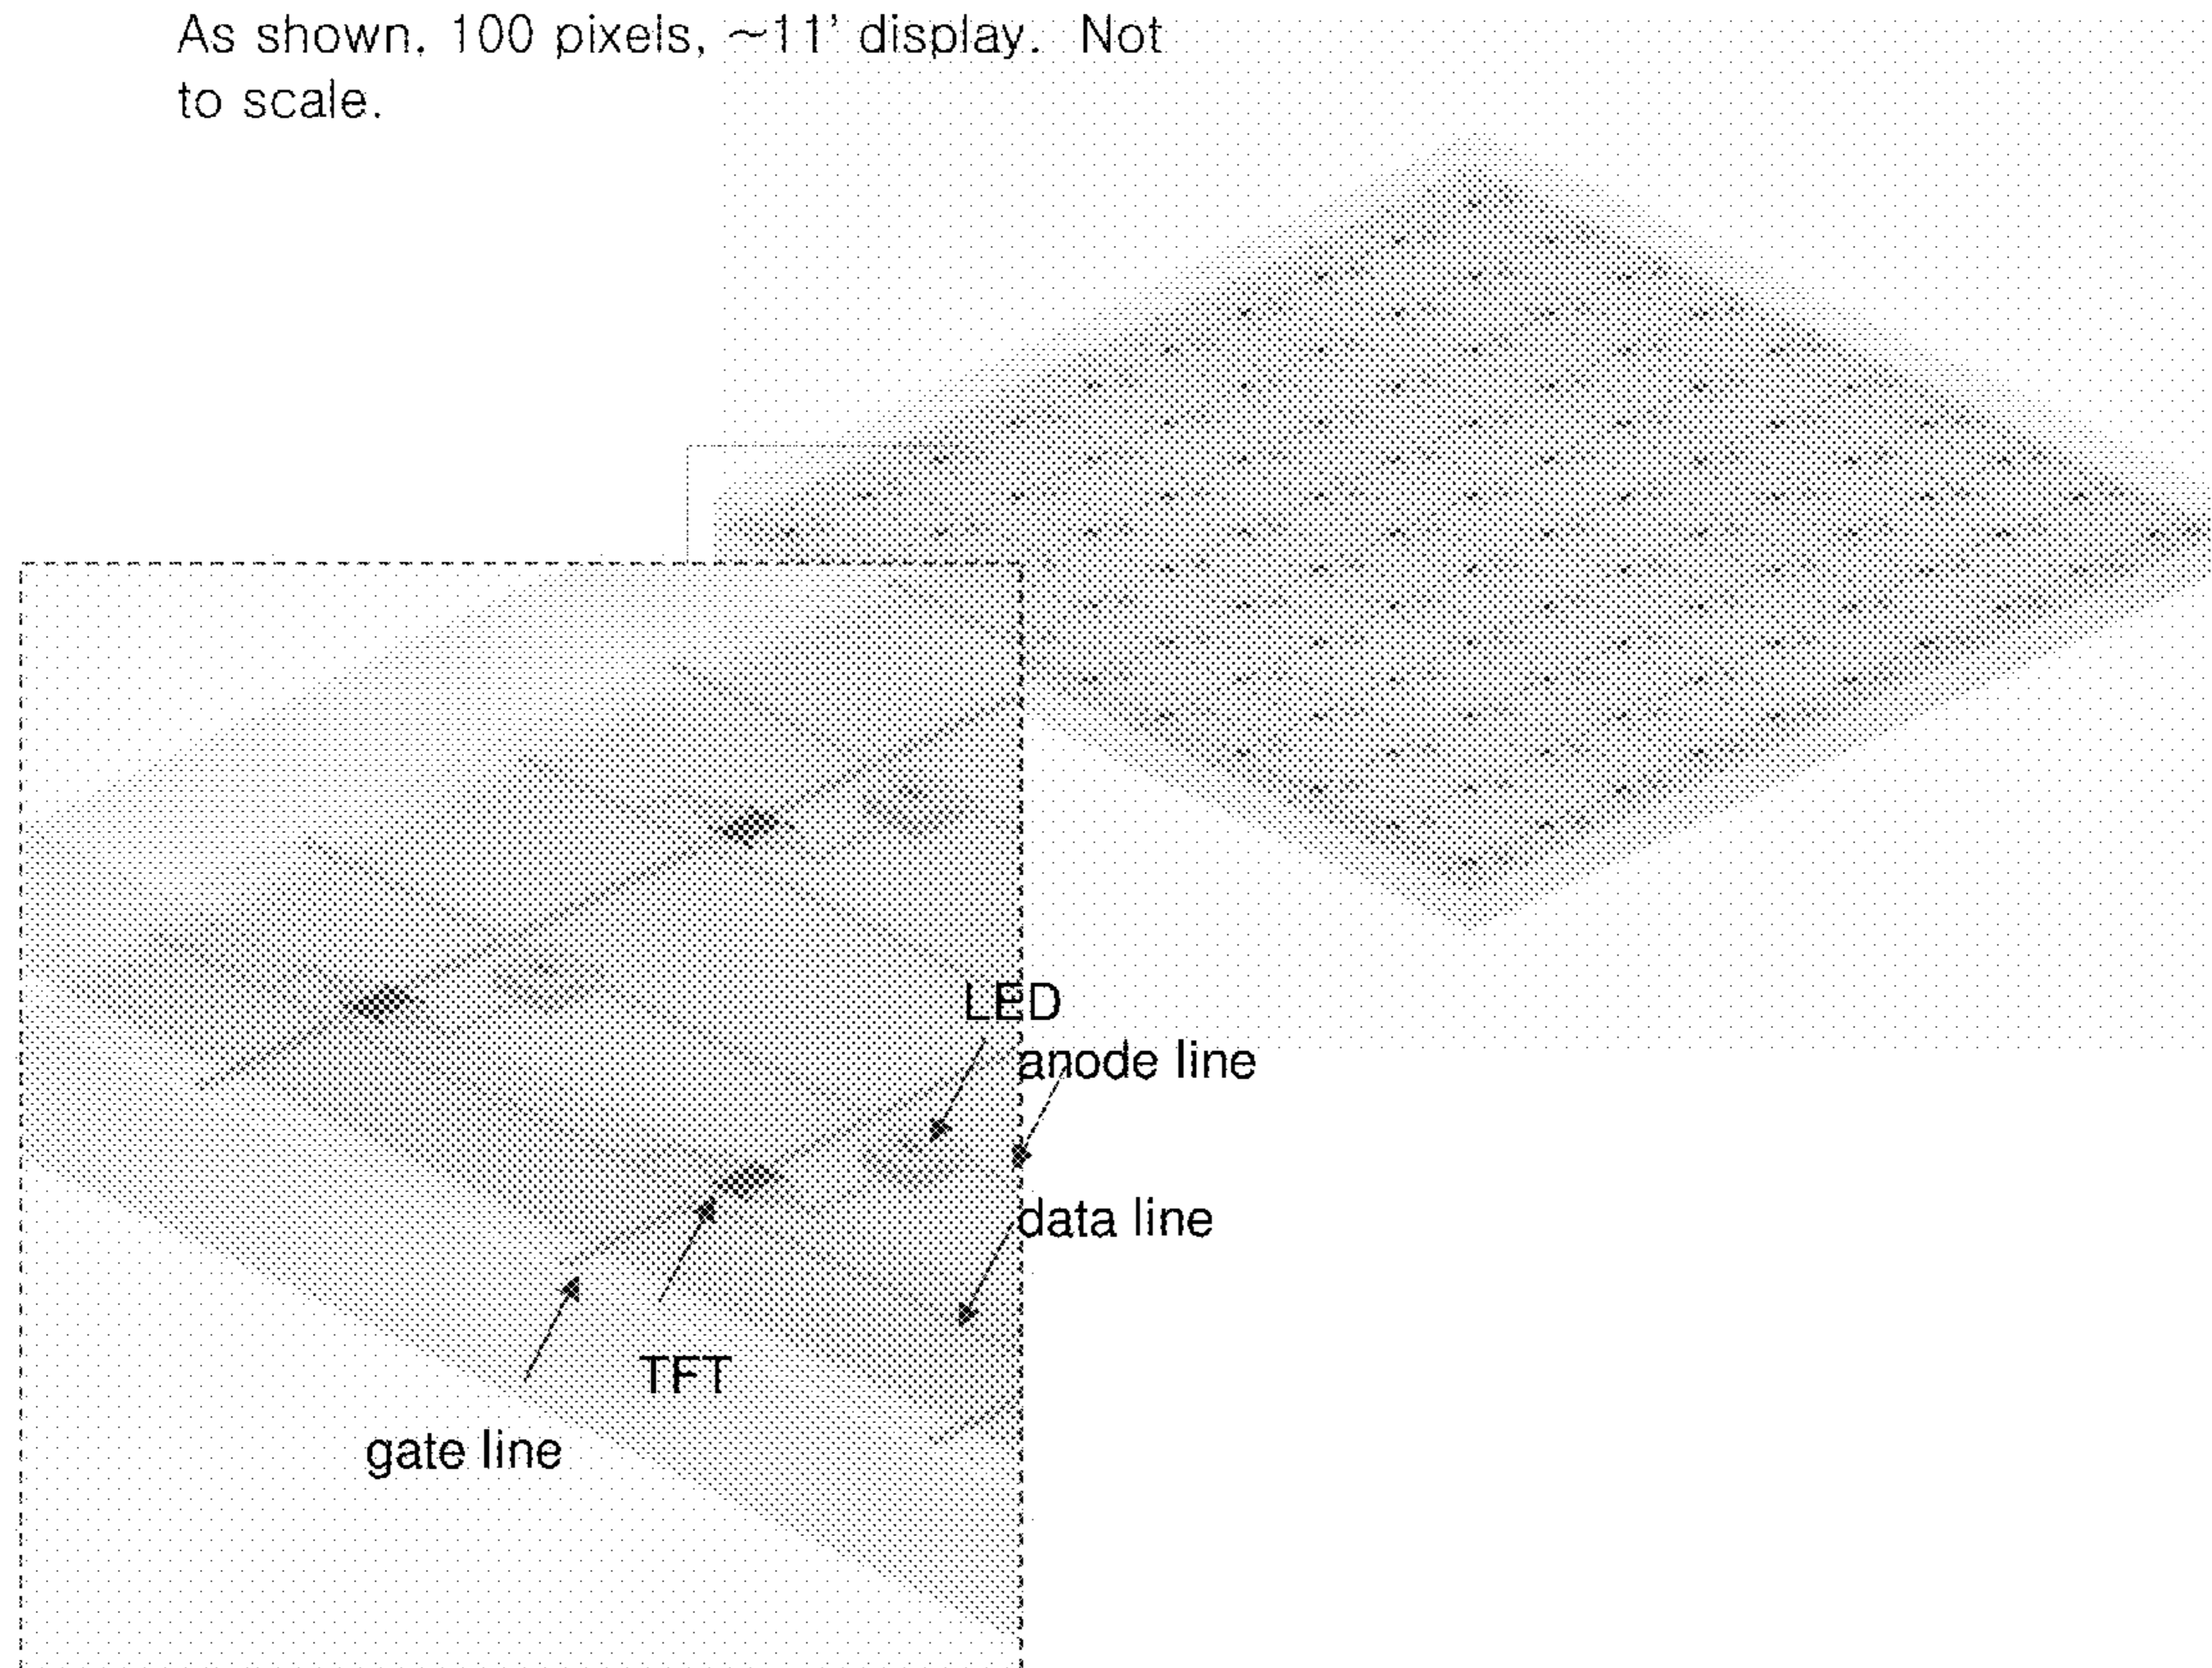 As shown. 100 pixels, ~11' display. Not
to scale.
LED
anode line
data line
TFT
gate line